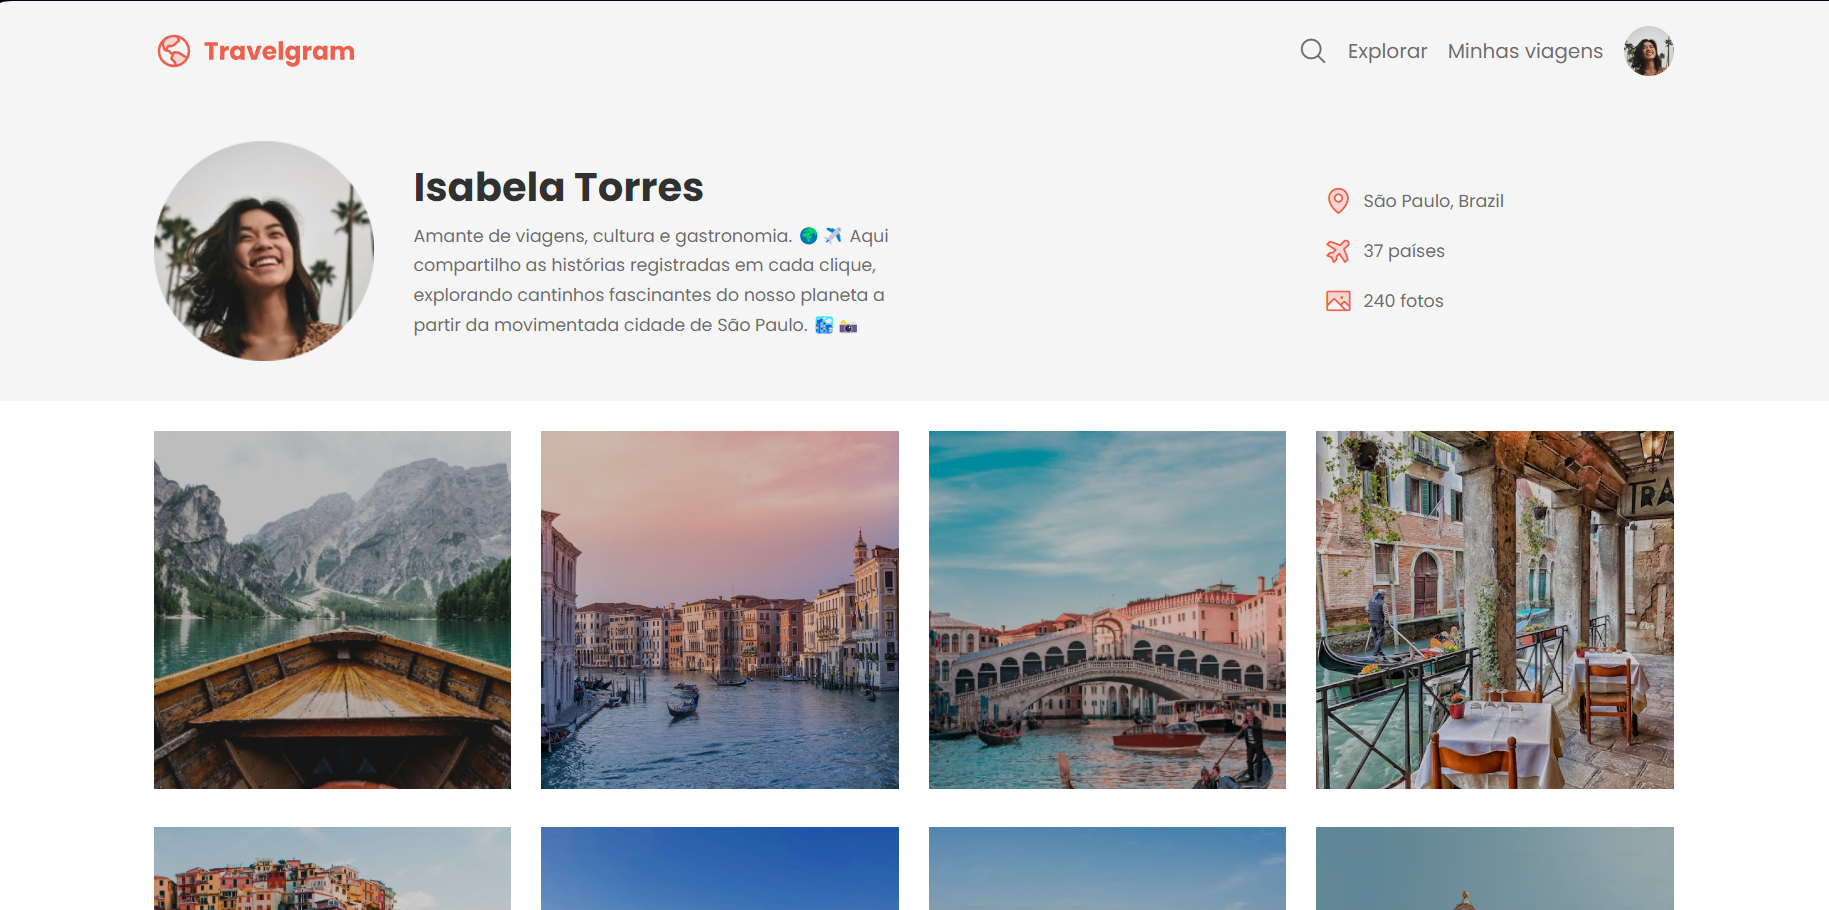 Travelgram
Explorar
Minhas viagens
Isabela Torres
Amante de viagens, cultura e gastronomia. 🌍 ✈️ Aqui
compartilho as histórias registradas em cada clique,
explorando cantinhos fascinantes do nosso planeta a
partir da movimentada cidade de São Paulo. 🏙️ 📷
São Paulo, Brazil
37 países
240 fotos
TRA